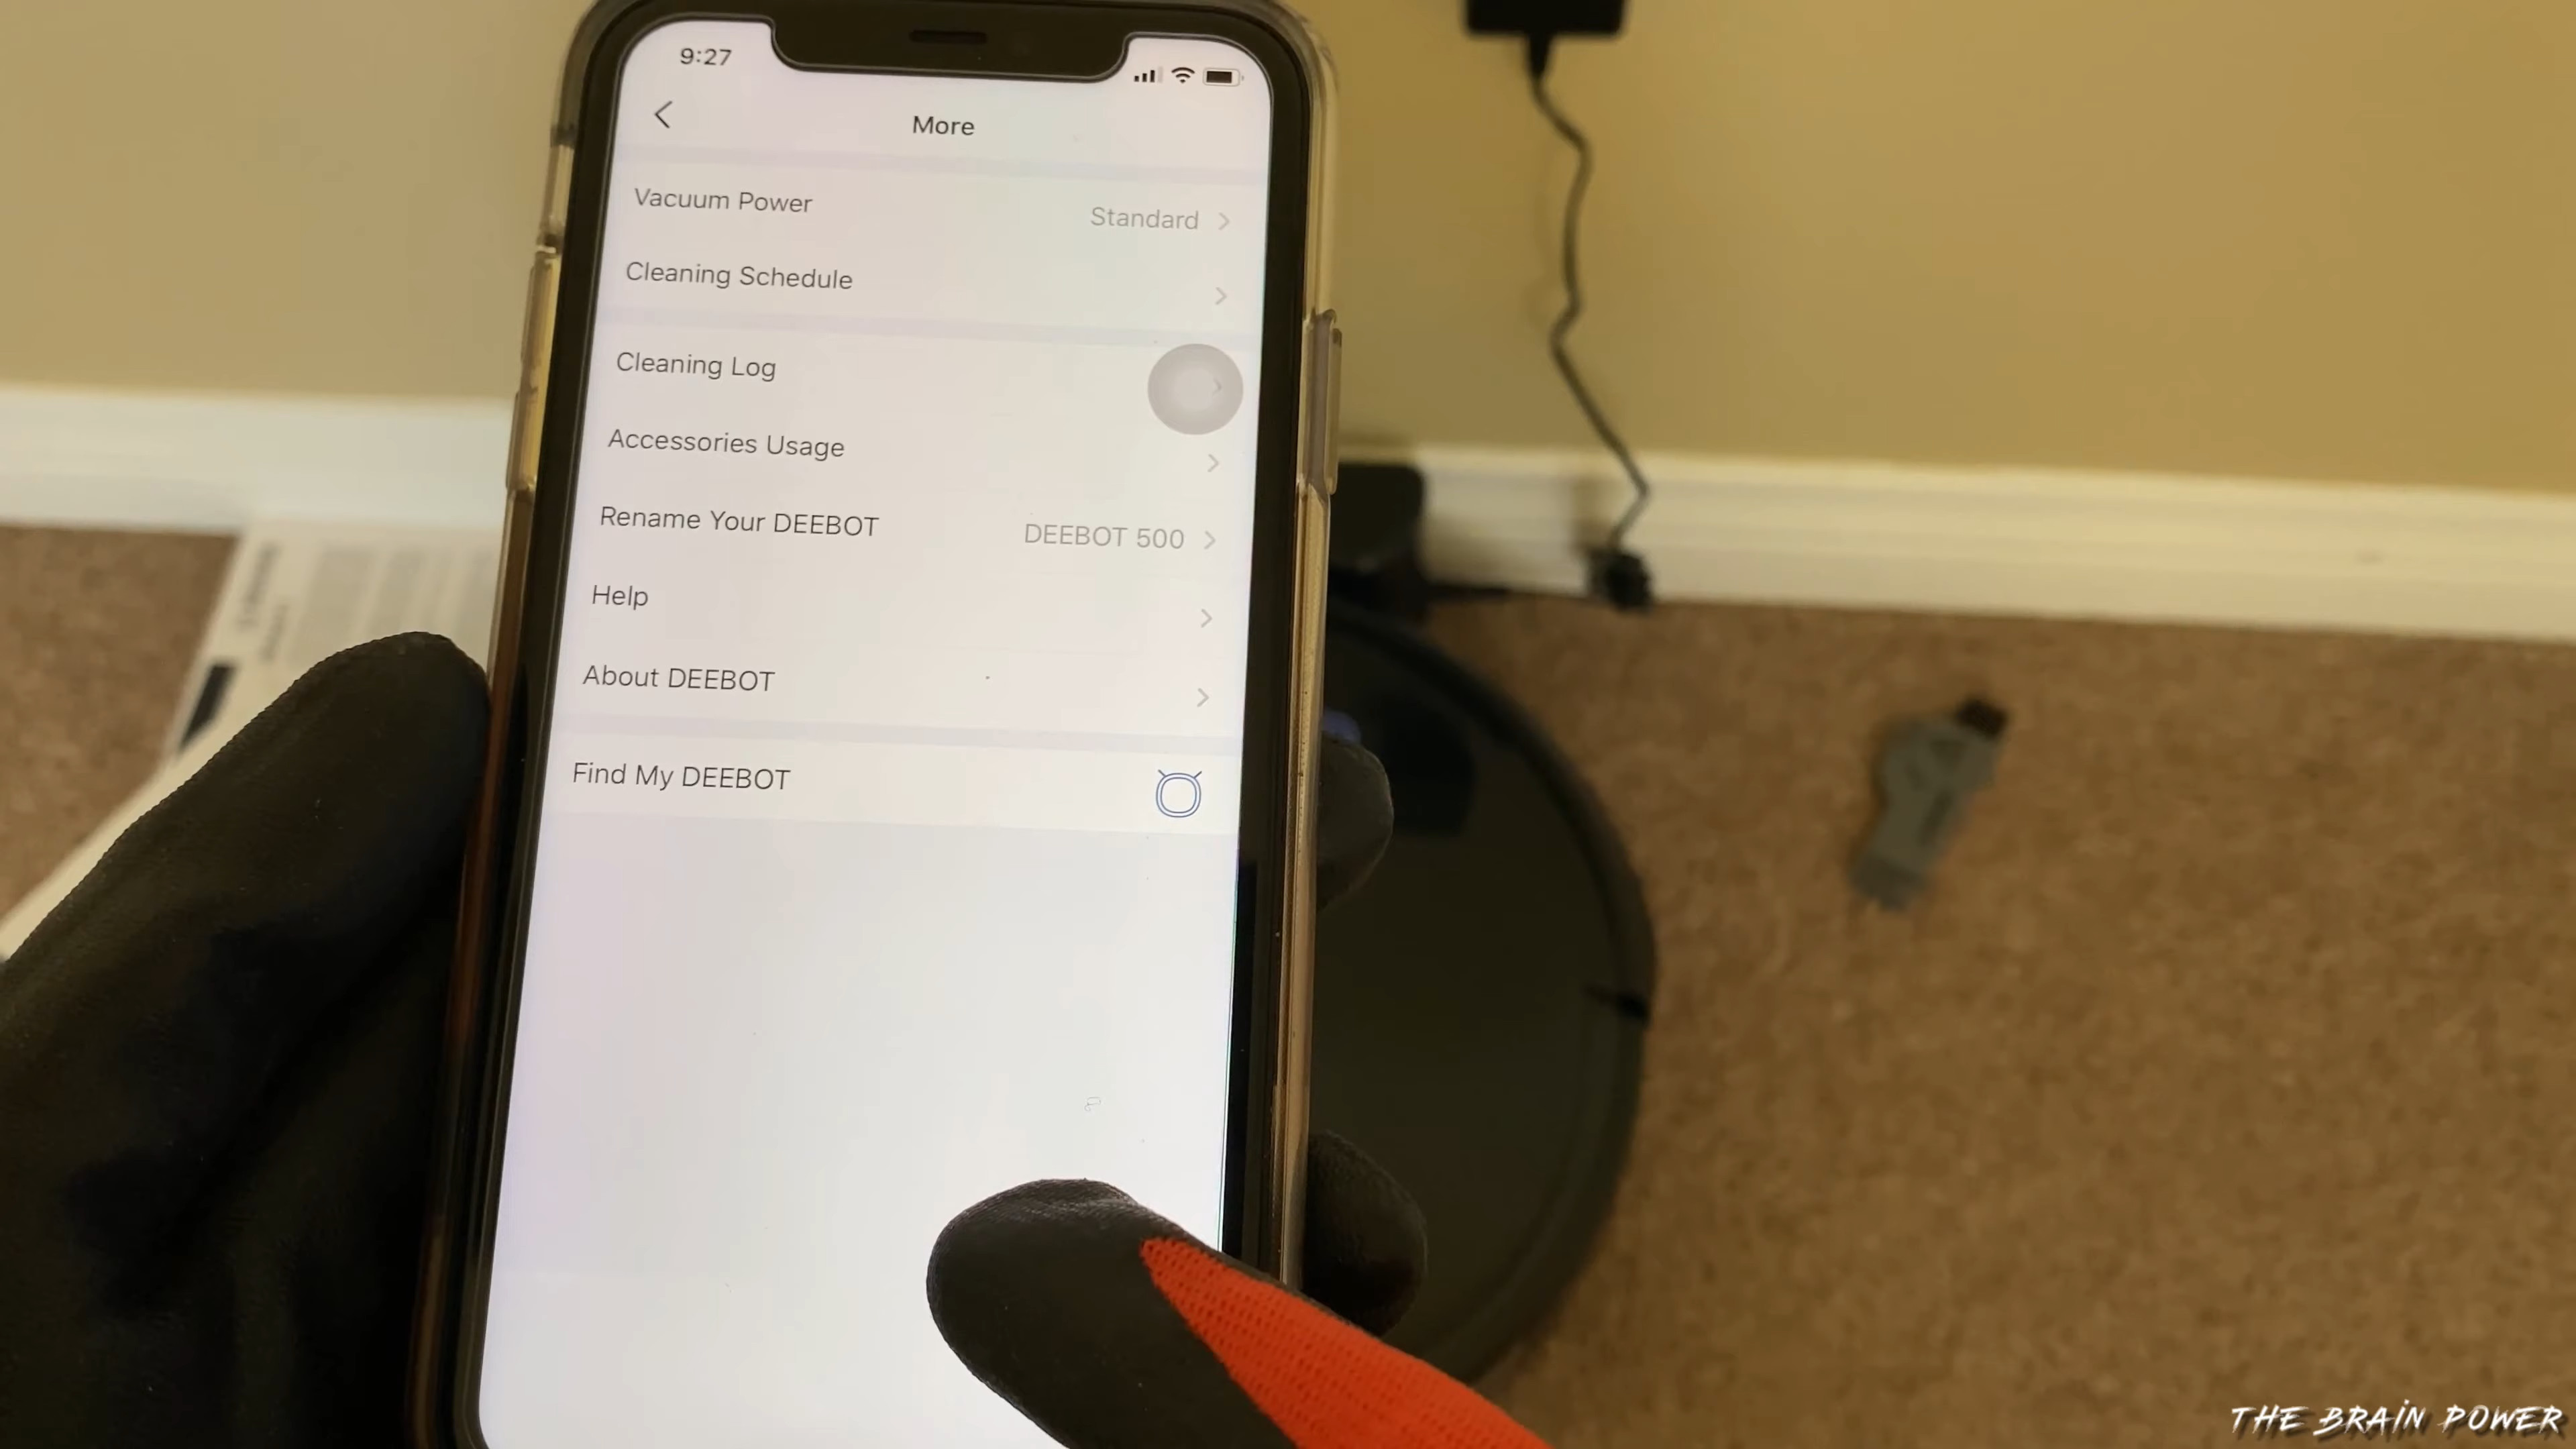 9:27
More
Vacuum Power Standard
Cleaning Schedule
Cleaning Log
Accessories Usage
Rename Your DEEBOT DEEBOT 500
Help
About DEEBOT
Find My DEEBOT
THE BRAiN POWER